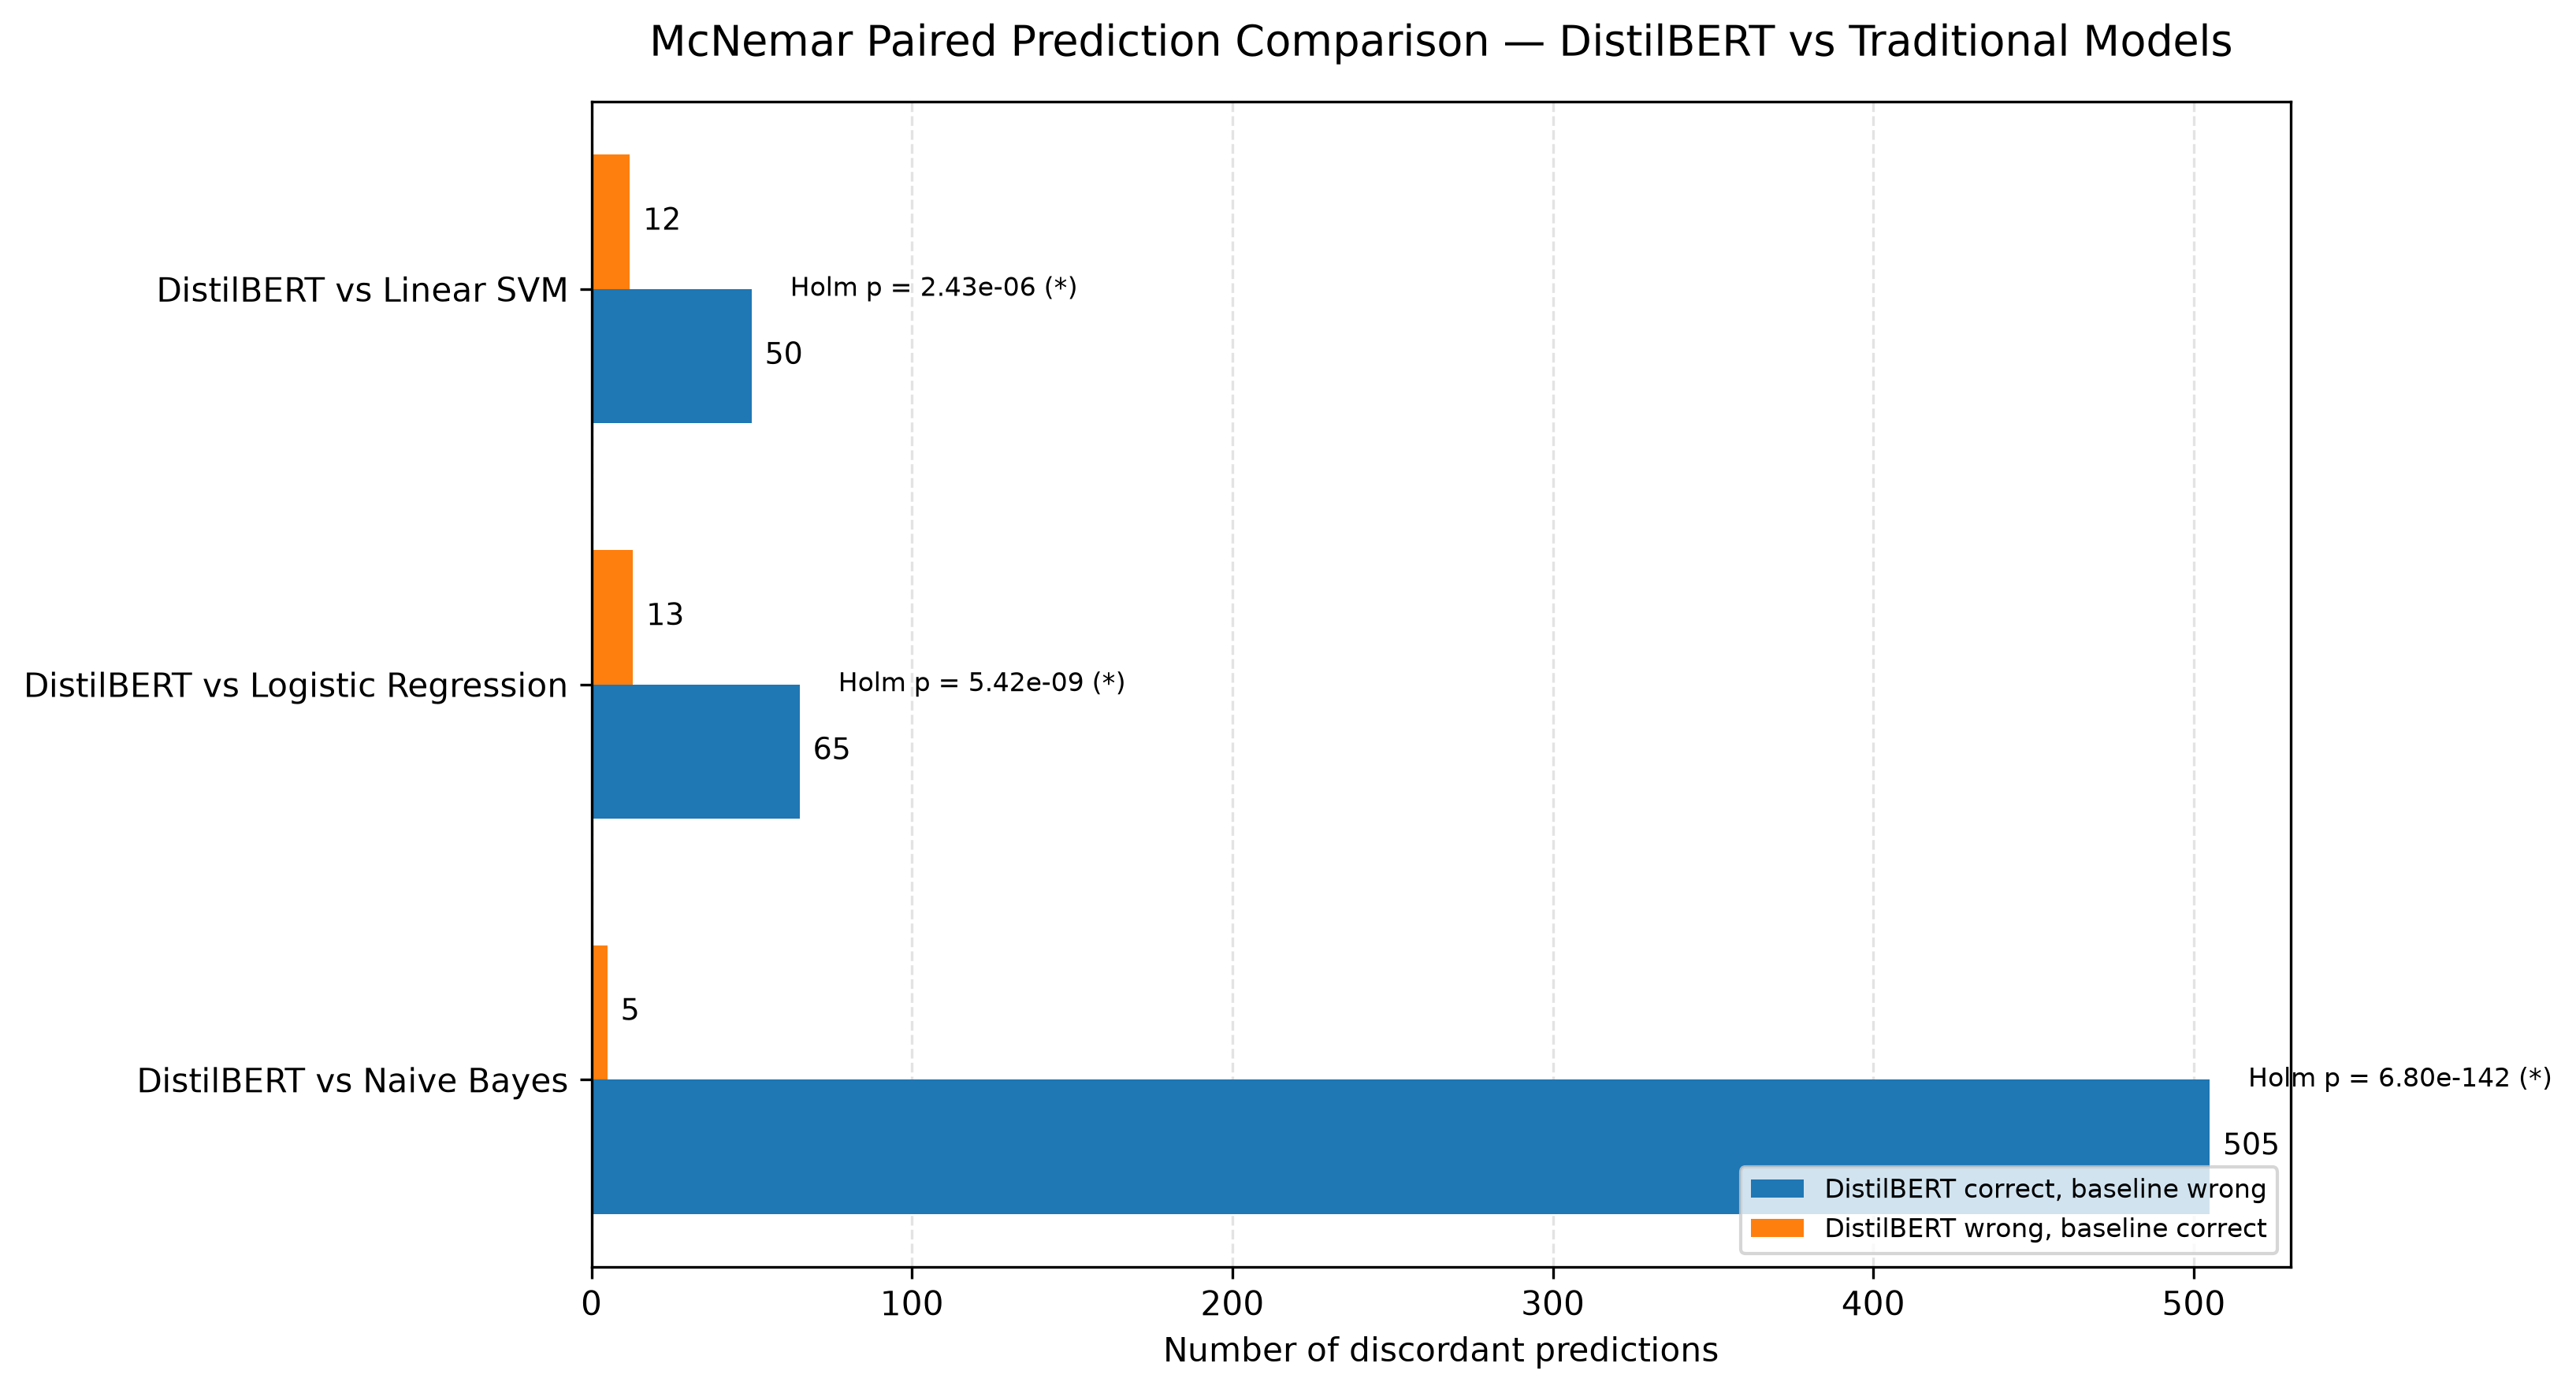 McNemar Paired Prediction Comparison — DistilBERT vs Traditional Models
12
DistilBERT vs Linear SVM
Holm p = 2.43e-06 (*)
50
13
DistilBERT vs Logistic Regression
Holm p = 5.42e-09 (*)
65
5
DistilBERT vs Naive Bayes
Holm p = 6.80e-142 (*)
505
DistilBERT correct, baseline wrong
DistilBERT wrong, baseline correct
0 100 200 300 400 500
Number of discordant predictions